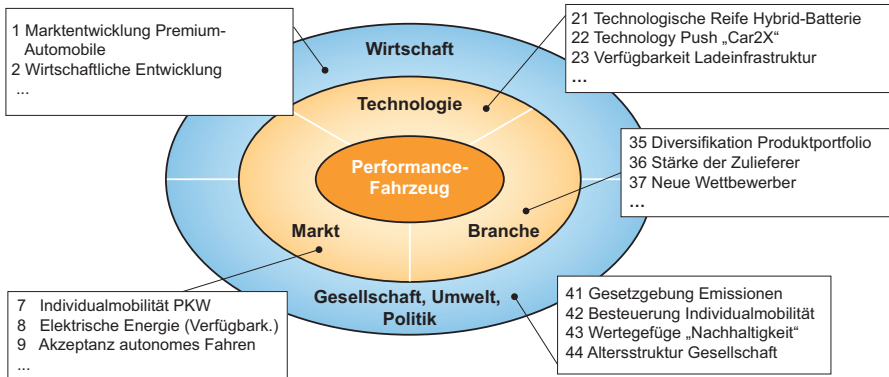 1 Marktentwicklung Premium-
Automobile
2 Wirtschaftliche Entwicklung
...
Wirtschaft
21 Technologische Reife Hybrid-Batterie
22 Technology Push „Car2X“
23 Verfügbarkeit Ladeinfrastruktur
...
Technologie
Performance-
Fahrzeug
35 Diversifikation Produktportfolio
36 Stärke der Zulieferer
37 Neue Wettbewerber
...
Markt
Branche
Gesellschaft, Umwelt,
Politik
7 Individualmobilität PKW
8 Elektrische Energie (Verfügbark.)
9 Akzeptanz autonomes Fahren
...
41 Gesetzgebung Emissionen
42 Besteuerung Individualmobilität
43 Wertegefüge „Nachhaltigkeit“
44 Altersstruktur Gesellschaft